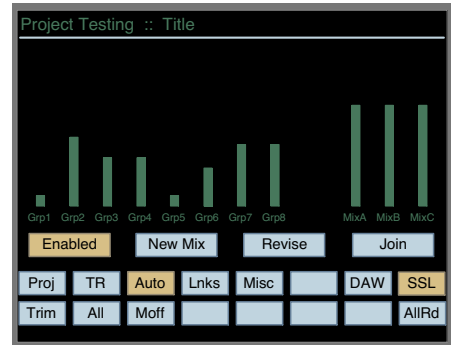 Project Testing :: Title
Grp1 Grp2 Grp3 Grp4 Grp5 Grp6 Grp7 Grp8 MixA MixB MixC
Enabled New Mix Revise Join
Proj TR Auto Lnks Misc DAW SSL
Trim All Moff AllRd